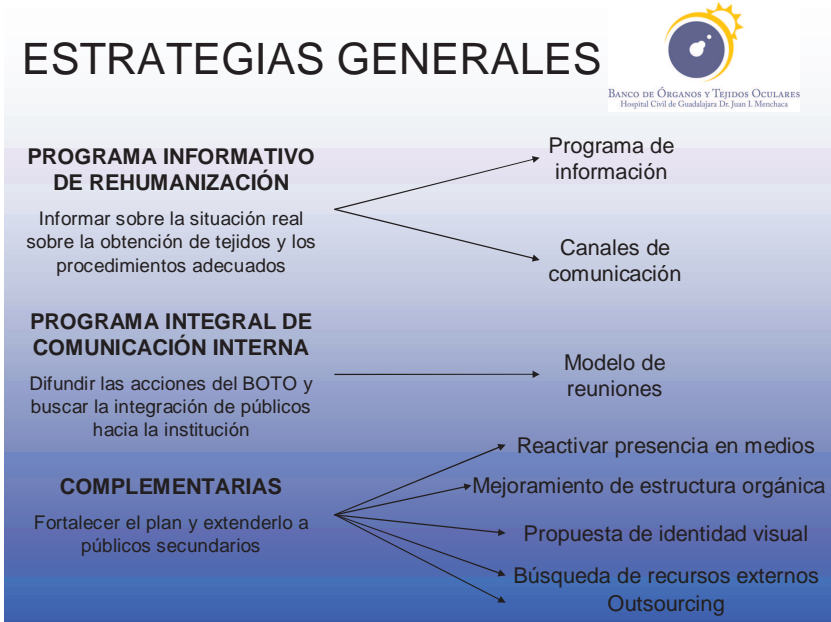 ESTRATEGIAS GENERALES
BANCO DE ÓRGANOS Y TEJIDOS OCULARES
Hospital Civil de Guadalajara Dr. Juan I. Menchaca
PROGRAMA INFORMATIVO
DE REHUMANIZACIÓN
Informar sobre la situación real
sobre la obtención de tejidos y los
procedimientos adecuados
Programa de
información
Canales de
comunicación
PROGRAMA INTEGRAL DE
COMUNICACIÓN INTERNA
Difundir las acciones del BOTO y
buscar la integración de públicos
hacia la institución
Modelo de
reuniones
COMPLEMENTARIAS
Fortalecer el plan y extenderlo a
públicos secundarios
Reactivar presencia en medios
Mejoramiento de estructura orgánica
Propuesta de identidad visual
Búsqueda de recursos externos
Outsourcing